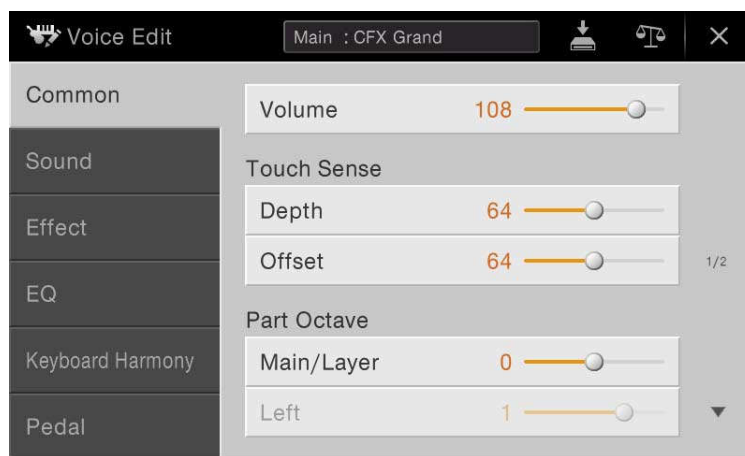 Voice Edit
Main : CFX Grand
Common
Sound
Effect
EQ
Keyboard Harmony
Pedal
Volume 108
Touch Sense
Depth 64
Offset 64
1/2
Part Octave
Main/Layer 0
Left 1